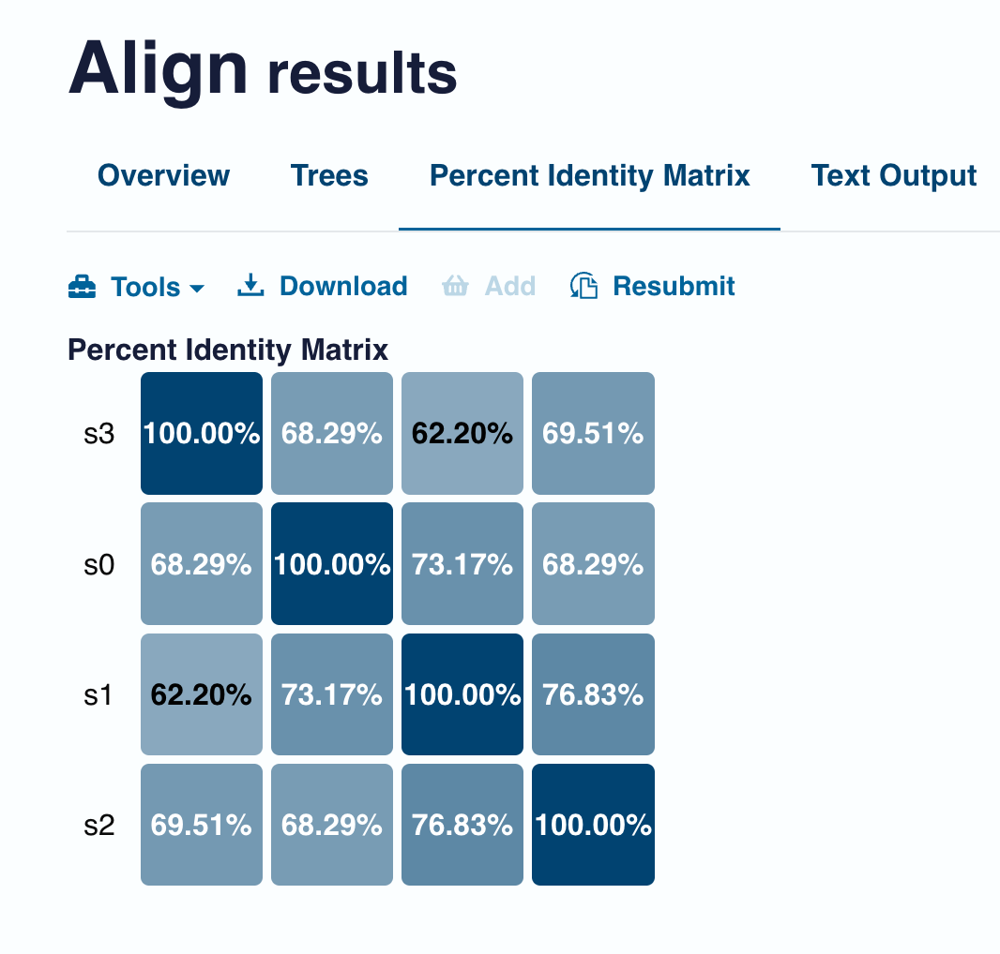 Align results
Overview Trees Percent Identity Matrix Text Output
Tools Download Add Resubmit
Percent Identity Matrix
s3 100.00% 68.29% 62.20% 69.51%
s0 68.29% 100.00% 73.17% 68.29%
s1 62.20% 73.17% 100.00% 76.83%
s2 69.51% 68.29% 76.83% 100.00%